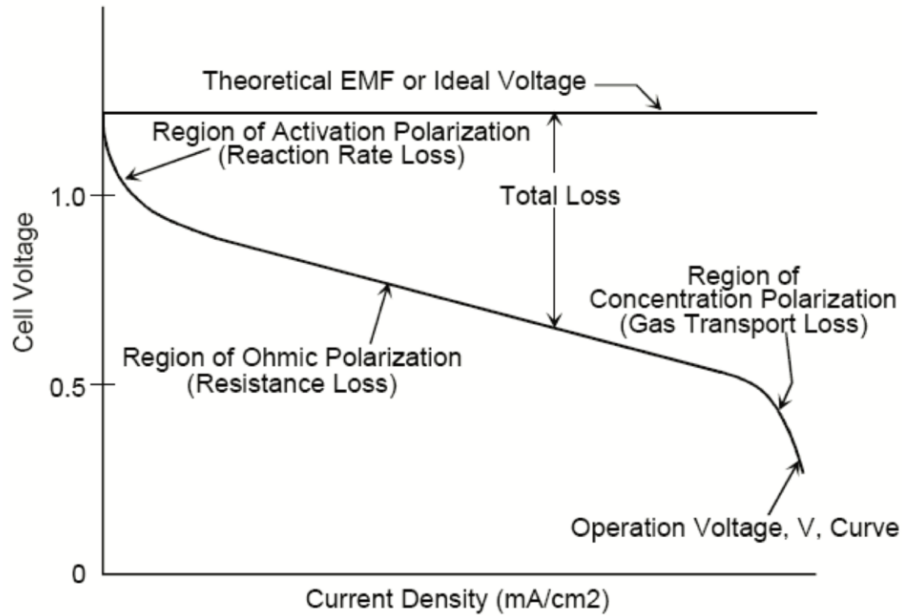 Theoretical EMF or Ideal Voltage
Region of Activation Polarization
(Reaction Rate Loss)
1.0
Total Loss
Cell Voltage
Region of
Concentration Polarization
(Gas Transport Loss)
Region of Ohmic Polarization
(Resistance Loss)
0.5
Operation Voltage, V, Curve
0
Current Density (mA/cm2)